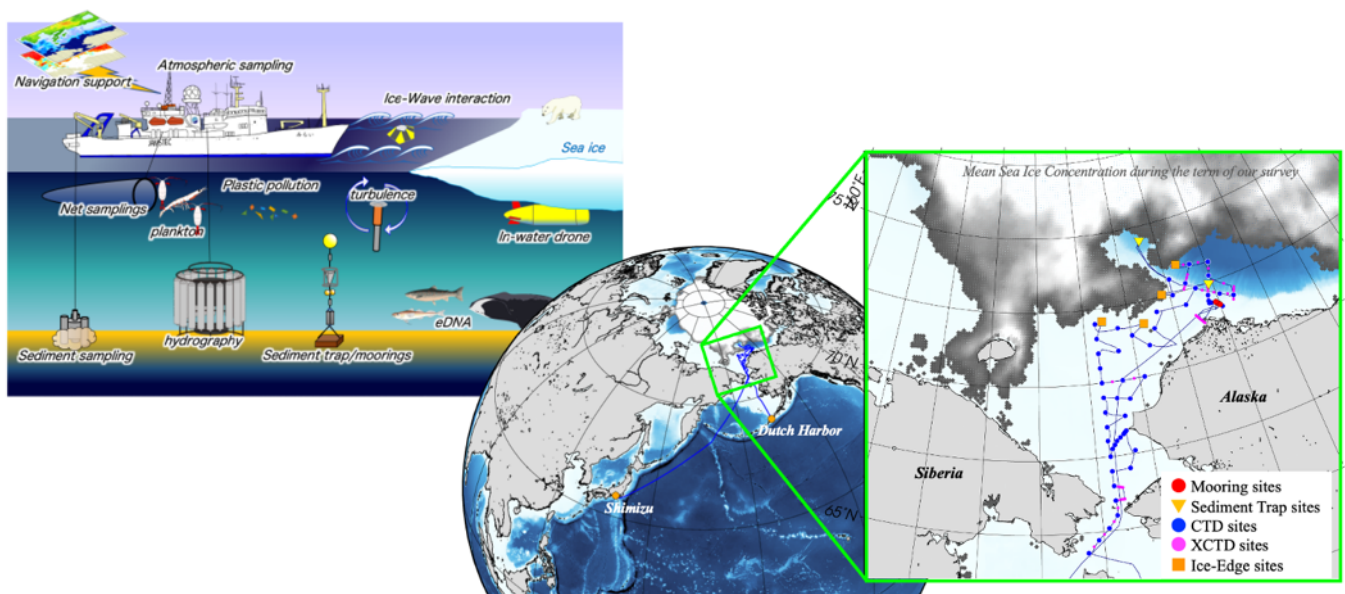 Navigation support
Atmospheric sampling
Ice-Wave interaction
Sea ice
Net samplings
plankton
Plastic pollution
turbulence
In-water drone
eDNA
Sediment sampling
hydrography
Sediment trap/moorings
Shimizu
Dutch Harbor
70°N
65°N
Mean Sea Ice Concentration during the term of our survey
Siberia
Alaska
Mooring sites
Sediment Trap sites
CTD sites
XCTD sites
Ice-Edge sites